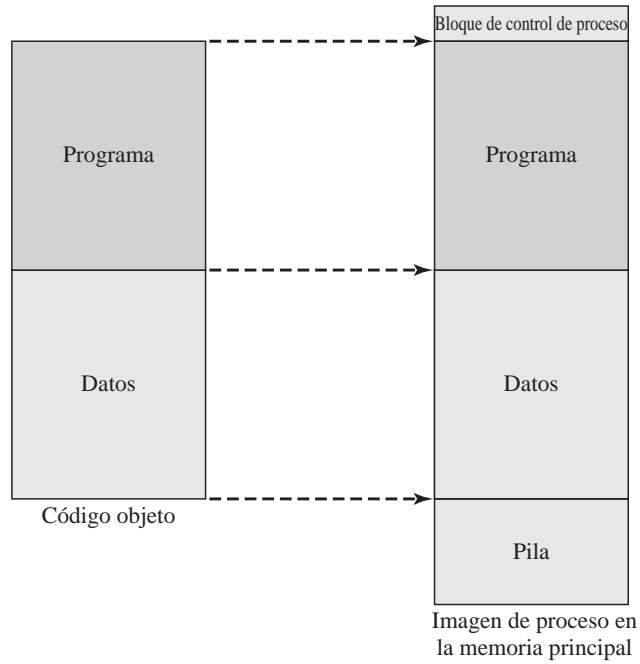 Bloque de control de proceso
Programa
Programa
Datos
Datos
Código objeto
Pila
Imagen de proceso en
la memoria principal